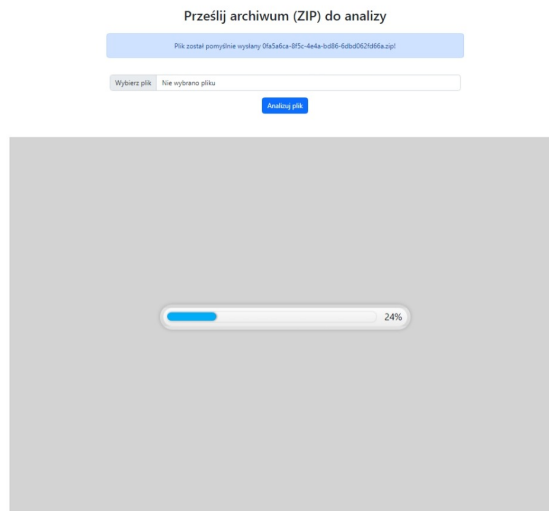 Prześlij archiwum (ZIP) do analizy
Plik został pomyślnie wysłany 0fa5a6ca-8f5c-4e4a-bd86-6dbd062fd66a.zip!
Wybierz plik Nie wybrano pliku
Analizuj plik
24%